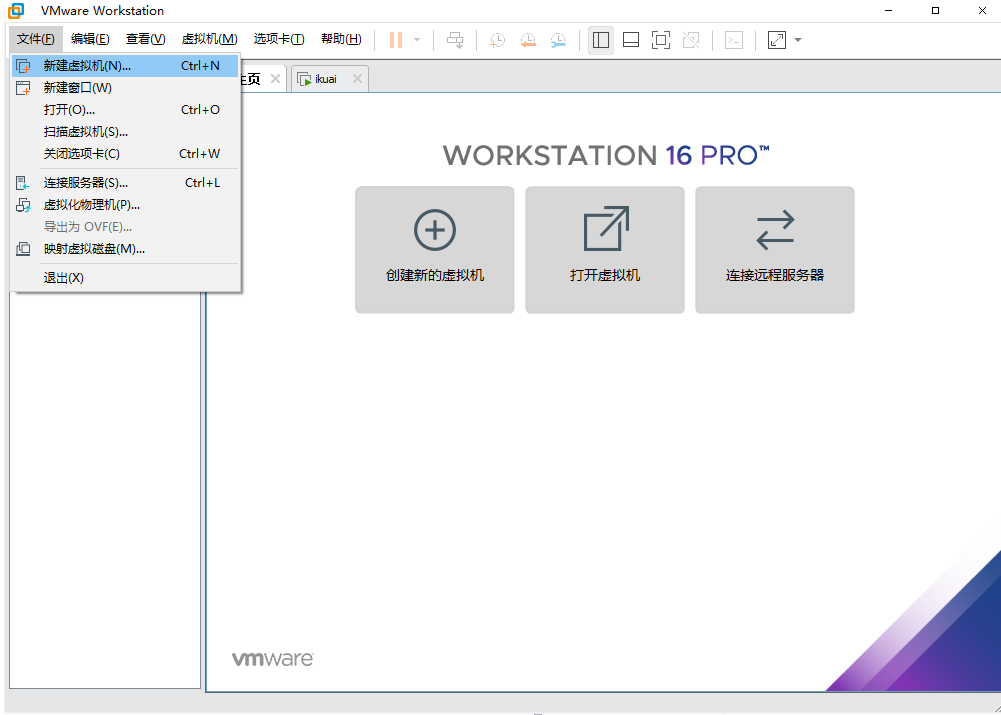 VMware Workstation
文件(F) 编辑(E) 查看(V) 虚拟机(M) 选项卡(T) 帮助(H)
新建虚拟机(N)... Ctrl+N
新建窗口(W)
打开(O)... Ctrl+O
扫描虚拟机(S)...
关闭选项卡(C) Ctrl+W
连接服务器(S)... Ctrl+L
虚拟化物理机(P)...
导出为 OVF(E)...
映射虚拟磁盘(M)...
退出(X)
主页 ikuai
WORKSTATION 16 PRO™
创建新的虚拟机 打开虚拟机 连接远程服务器
vmware